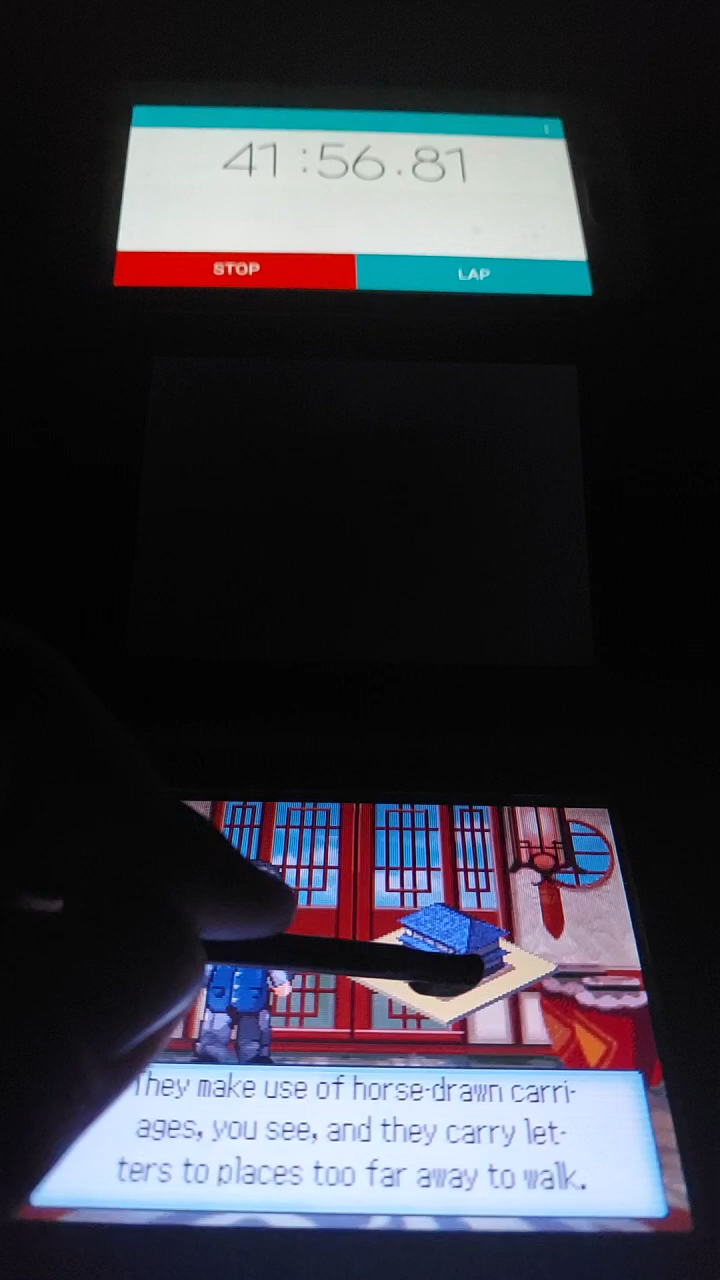 41:56.81
STOP
LAP
They make use of horse-drawn carri-
ages, you see, and they carry let-
ters to places too far away to walk.